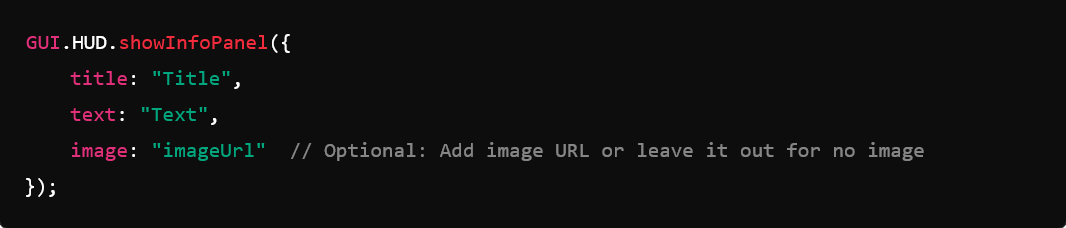 GUI.HUD.showInfoPanel({
    title: "Title",
    text: "Text",
    image: "imageUrl"  // Optional: Add image URL or leave it out for no image
});